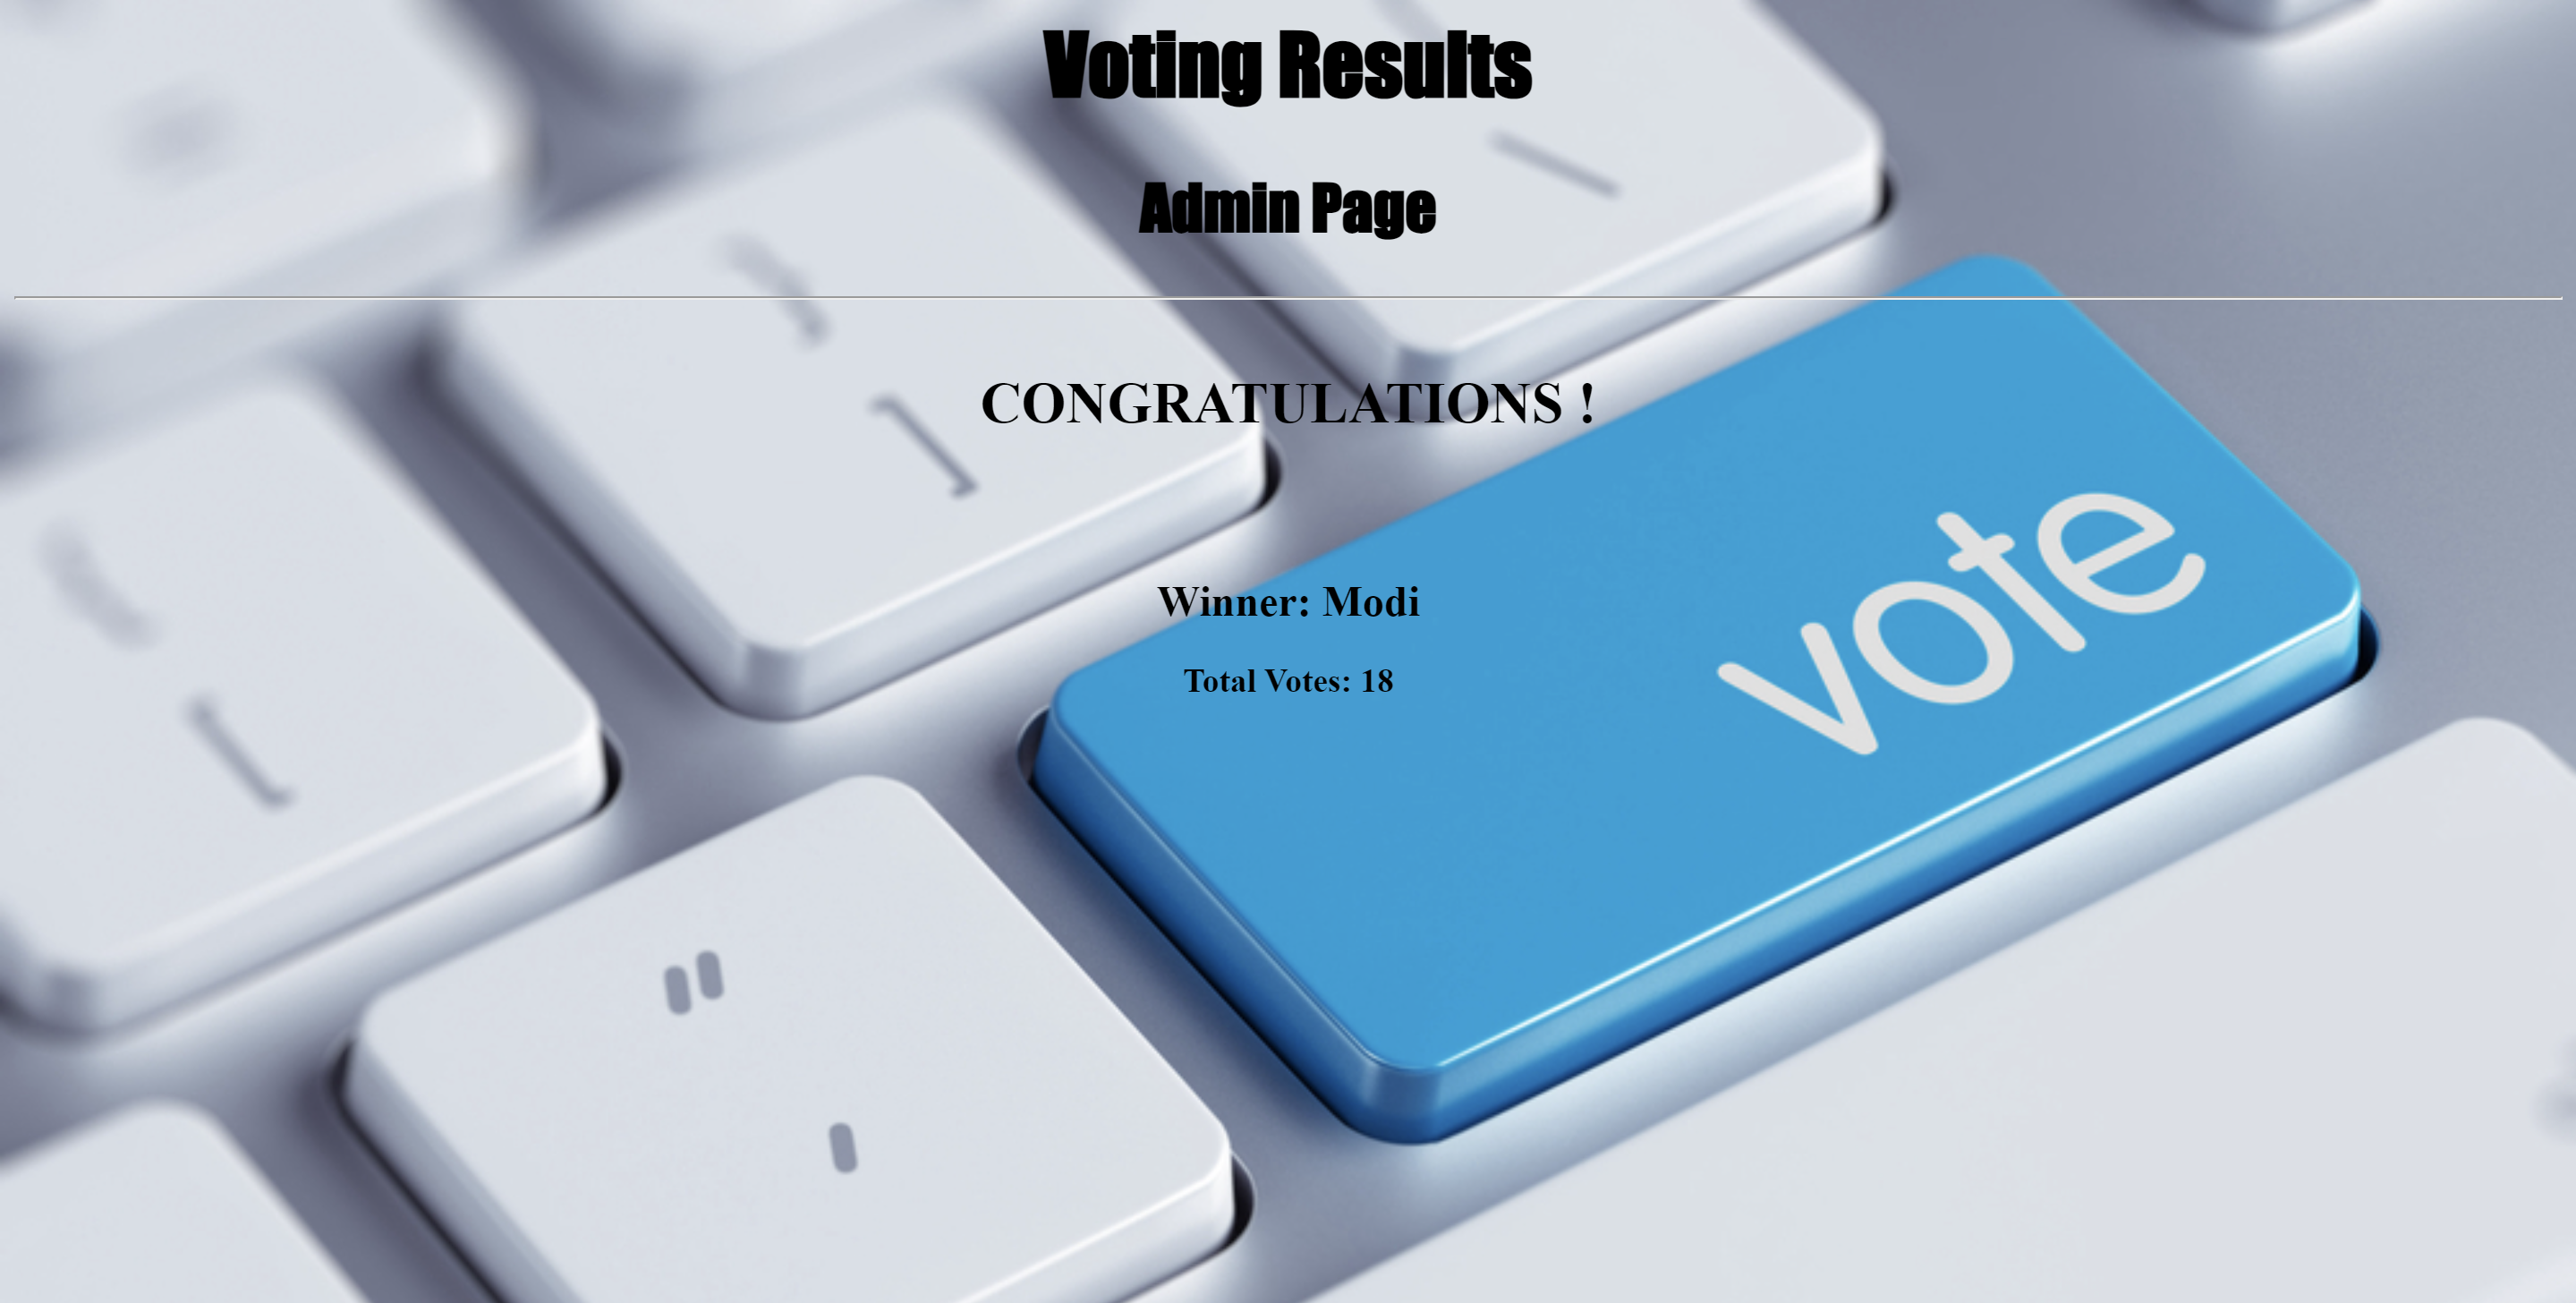 Voting Results
Admin Page
CONGRATULATIONS !
Winner: Modi
Total Votes: 18
vote
}
]
{
[
"
'